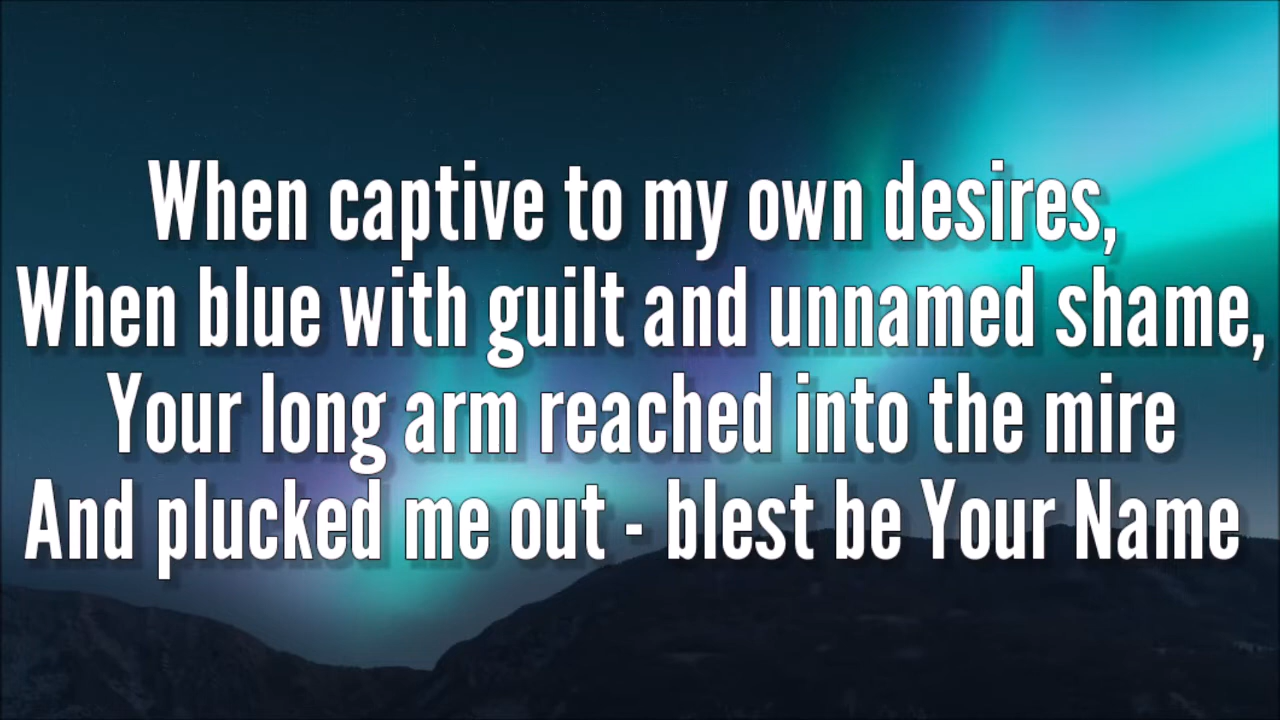 When captive to my own desires,
When blue with guilt and unnamed shame,
Your long arm reached into the mire
And plucked me out - blest be Your Name